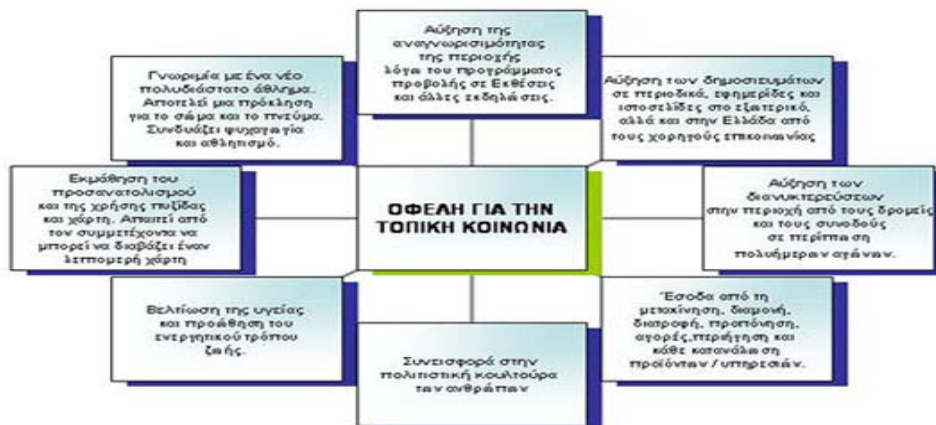 Αύξηση της
αναγνωρισιμότητας
της περιοχής
λόγω του προγράμματος
προβολής σε Εκθέσεις
και άλλες εκδηλώσεις.
Γνωριμία με ένα νέο
πολυδιάστατο άθλημα.
Αποτελεί μια πρόκληση
για το σώμα και το πνεύμα.
Συνδυάζει ψυχαγωγία
και αθλητισμό.
Αύξηση των δημοσιευμάτων
σε περιοδικά, εφημερίδες και
ιστοσελίδες στο εξωτερικό,
αλλά και στην Ελλάδα από
τους χορηγούς επικοινωνίας
Εκμάθηση του
προσανατολισμού
και της χρήσης πυξίδας
και χάρτη. Απαιτεί από
τον συμμετέχοντα να
μπορεί να διαβάζει έναν
λεπτομερή χάρτη
ΟΦΕΛΗ ΓΙΑ ΤΗΝ
ΤΟΠΙΚΗ ΚΟΙΝΩΝΙΑ
Αύξηση των
διανυκτερεύσεων
στην περιοχή από τους δρομείς
και τους συνοδούς
σε περίπτωση
πολυήμερων αγώνων.
Βελτίωση της υγείας
και προώθηση του
ενεργητικού τρόπου
ζωής.
Συνεισφορά στην
πολιτιστική κουλτούρα
των ανθρώπων
Έσοδα από τη
μετακίνηση, διαμονή,
διατροφή, προπόνηση,
αγορές,περιήγηση και
κάθε κατανάλωση
προϊόντων / υπηρεσιών.